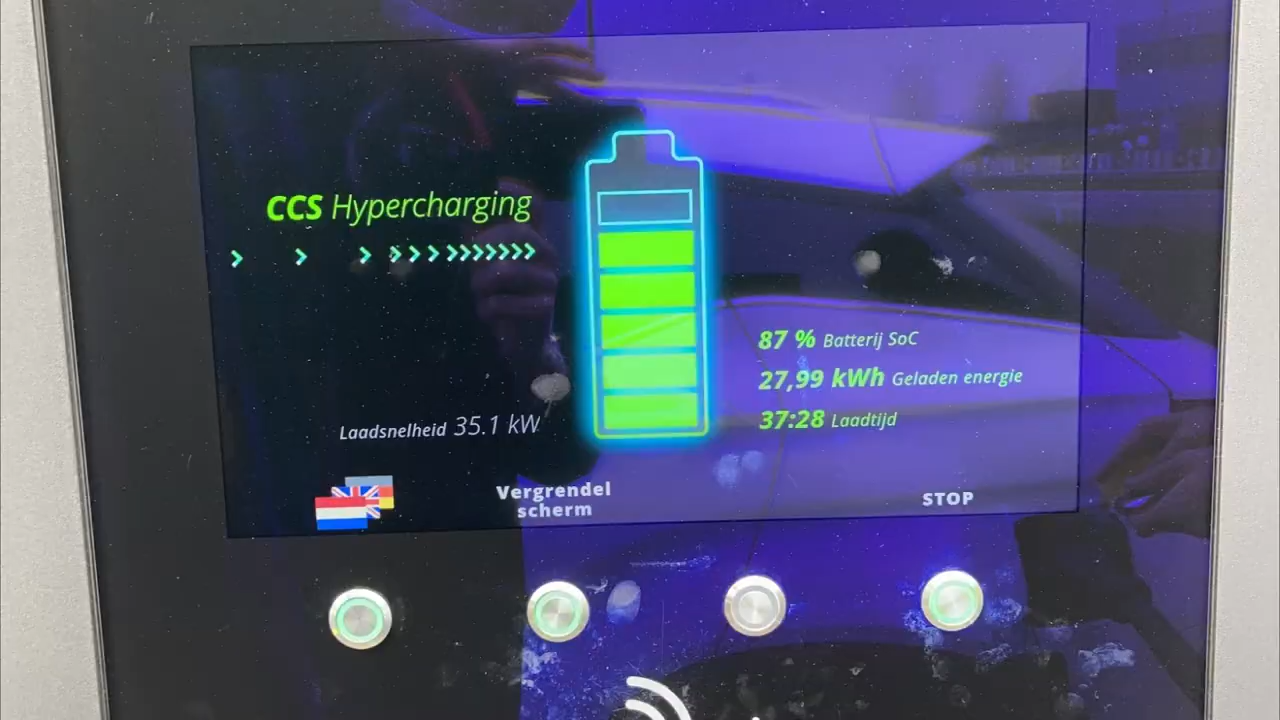 CCS Hypercharging
Laadsnelheid 35.1 kW
87 % Batterij SoC
27,99 kWh Geladen energie
37:28 Laadtijd
Vergrendel
scherm
STOP